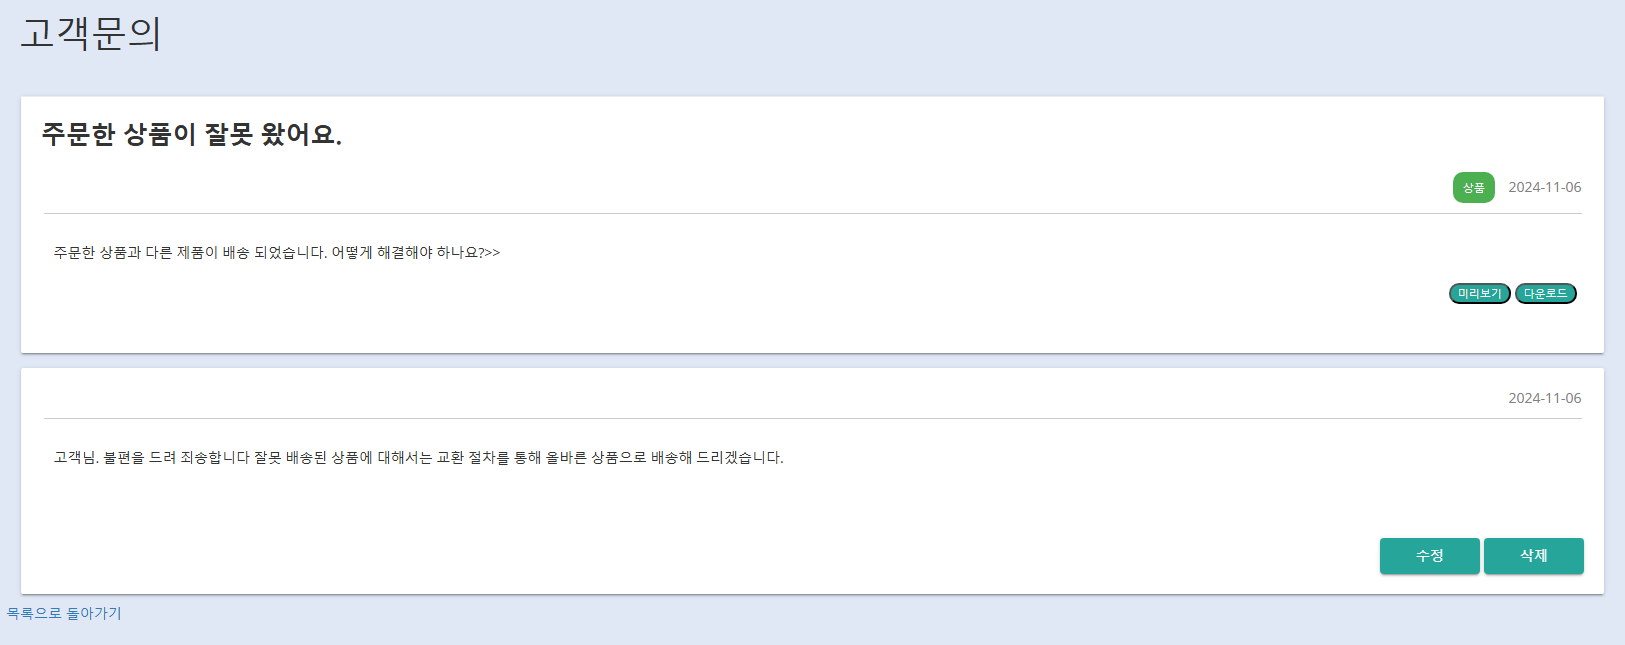 고객문의
주문한 상품이 잘못 왔어요.
상품 2024-11-06
주문한 상품과 다른 제품이 배송 되었습니다. 어떻게 해결해야 하나요?>>
미리보기 다운로드
2024-11-06
고객님. 불편을 드려 죄송합니다 잘못 배송된 상품에 대해서는 교환 절차를 통해 올바른 상품으로 배송해 드리겠습니다.
수정 삭제
목록으로 돌아가기